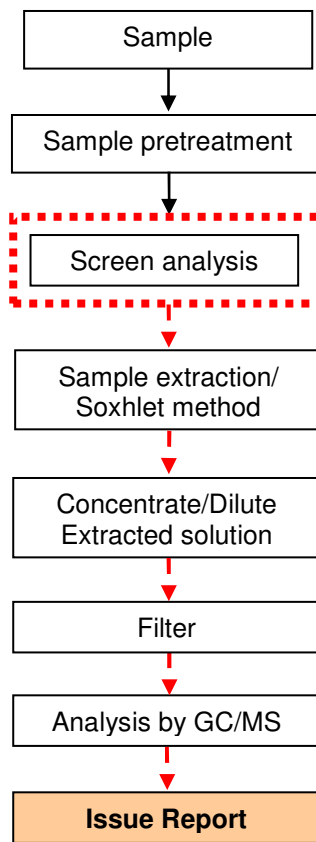 Sample
Sample pretreatment
Screen analysis
Sample extraction/
Soxhlet method
Concentrate/Dilute
Extracted solution
Filter
Analysis by GC/MS
Issue Report